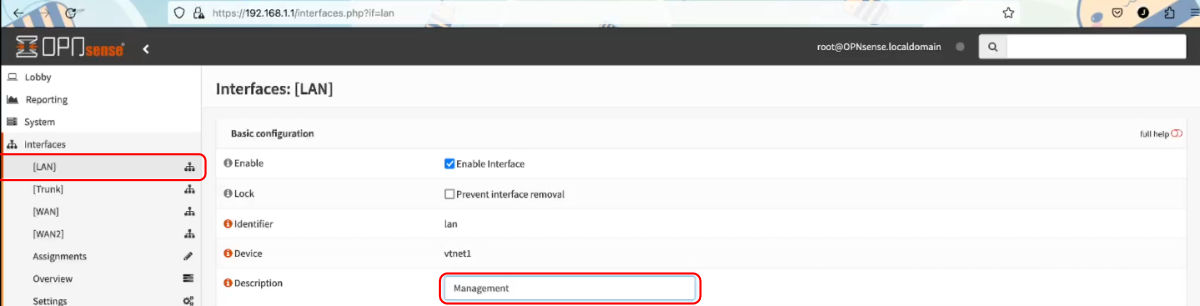 https://192.168.1.1/interfaces.php?if=lan
OPNsense
root@OPNsense.localdomain
Lobby
Reporting
System
Interfaces
[LAN]
[Trunk]
[WAN]
[WAN2]
Assignments
Overview
Settings
Interfaces: [LAN]
Basic configuration
full help
Enable
Enable Interface
Lock
Prevent interface removal
Identifier
lan
Device
vtnet1
Description
Management